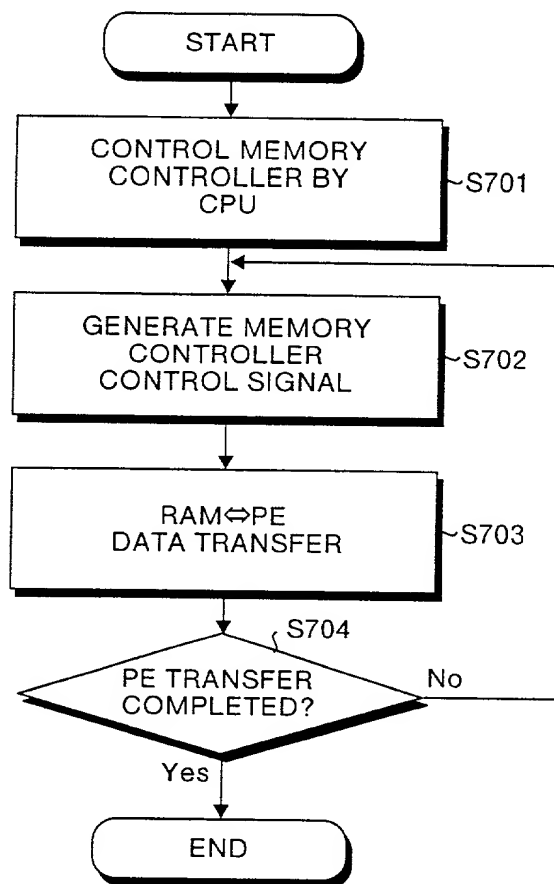 START
CONTROL MEMORY
CONTROLLER BY
CPU
S701
GENERATE MEMORY
CONTROLLER
CONTROL SIGNAL
S702
RAM⇔PE
DATA TRANSFER
S703
S704
PE TRANSFER
COMPLETED?
No
Yes
END